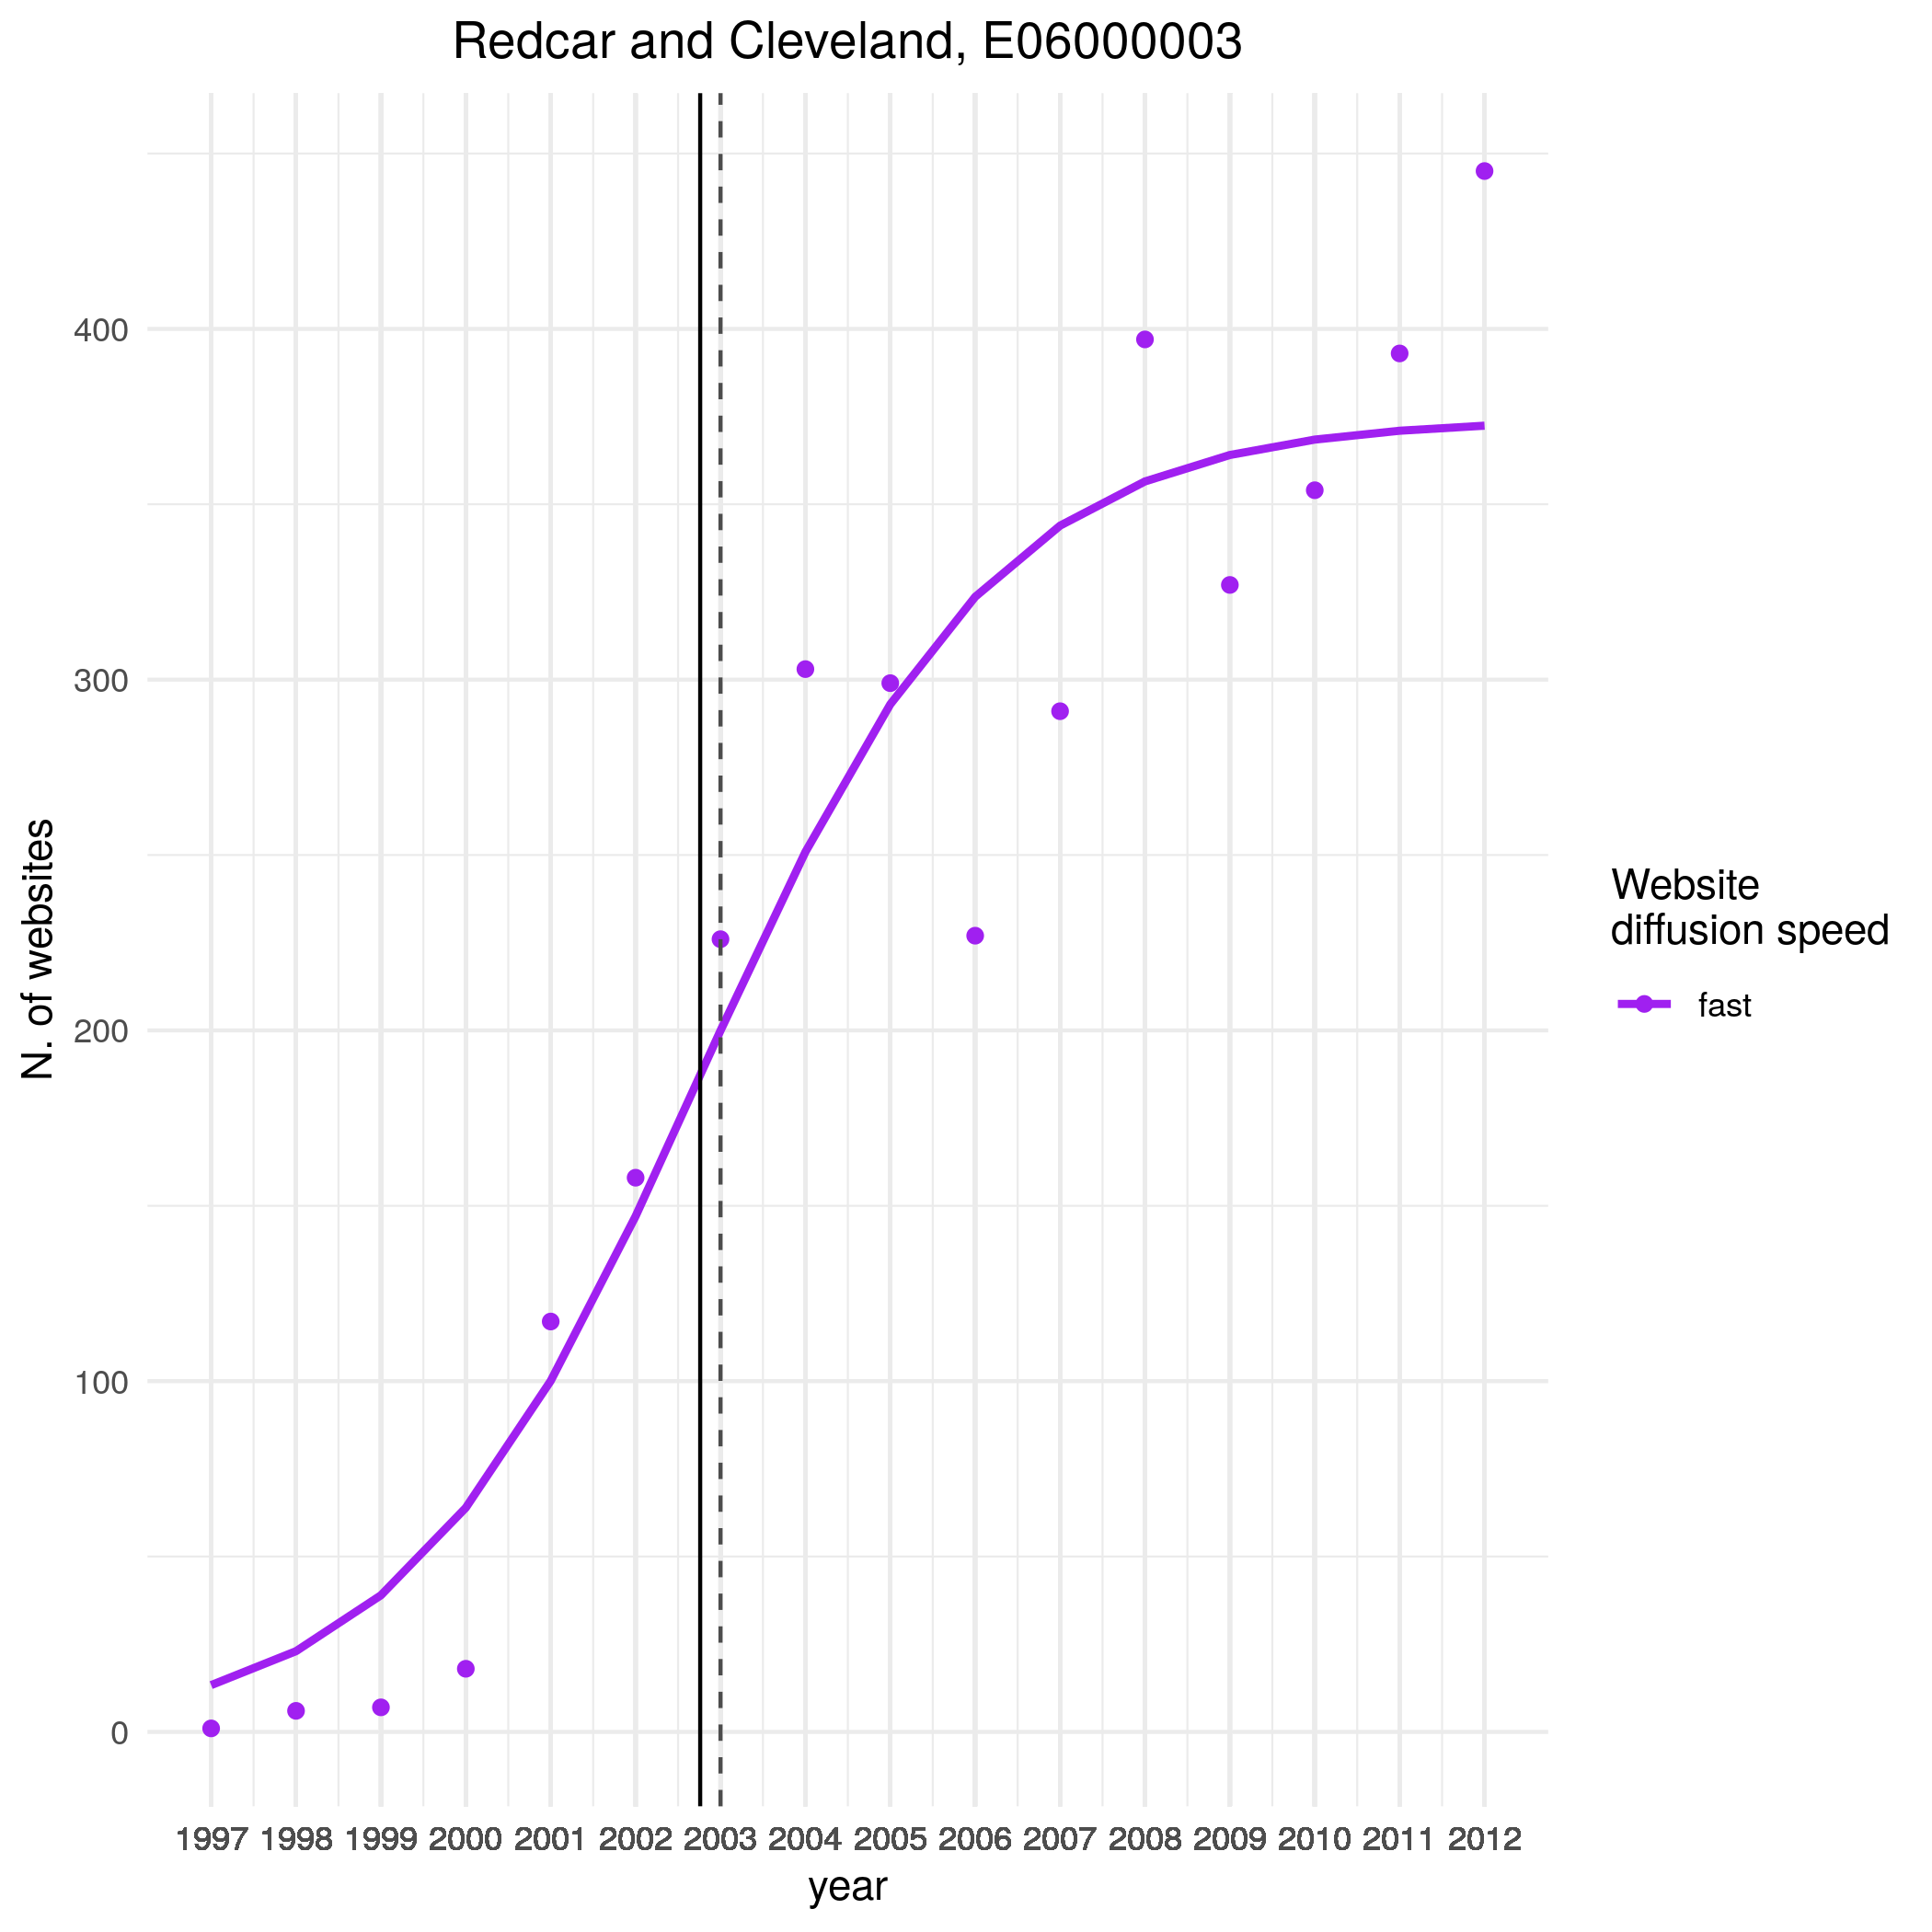 Redcar and Cleveland, E06000003
N. of websites
400
300
200
100
0
1997 1998 1999 2000 2001 2002 2003 2004 2005 2006 2007 2008 2009 2010 2011 2012
year
Website
diffusion speed
fast